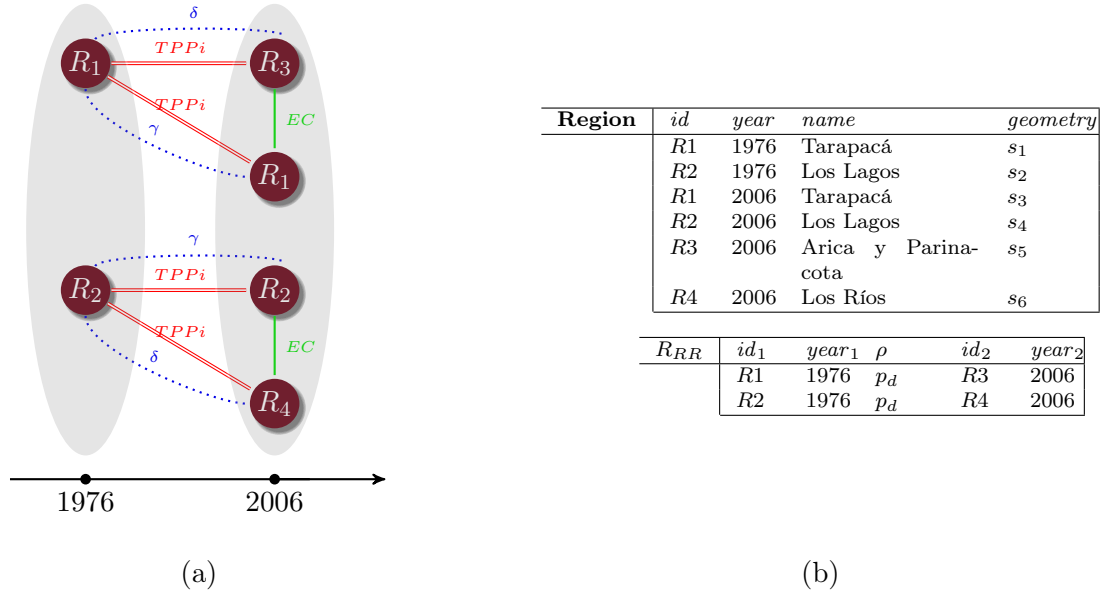 δ
TPPi
R1 R3
TPPi
EC
γ
R1
γ
TPPi
R2 R2
TPPi
EC
δ
R4
1976 2006
(a)
Region id year name geometry
R1 1976 Tarapacá s1
R2 1976 Los Lagos s2
R1 2006 Tarapacá s3
R2 2006 Los Lagos s4
R3 2006 Arica y Parina- s5
cota
R4 2006 Los Ríos s6
R_RR id1 year1 ρ id2 year2
R1 1976 p_d R3 2006
R2 1976 p_d R4 2006
(b)